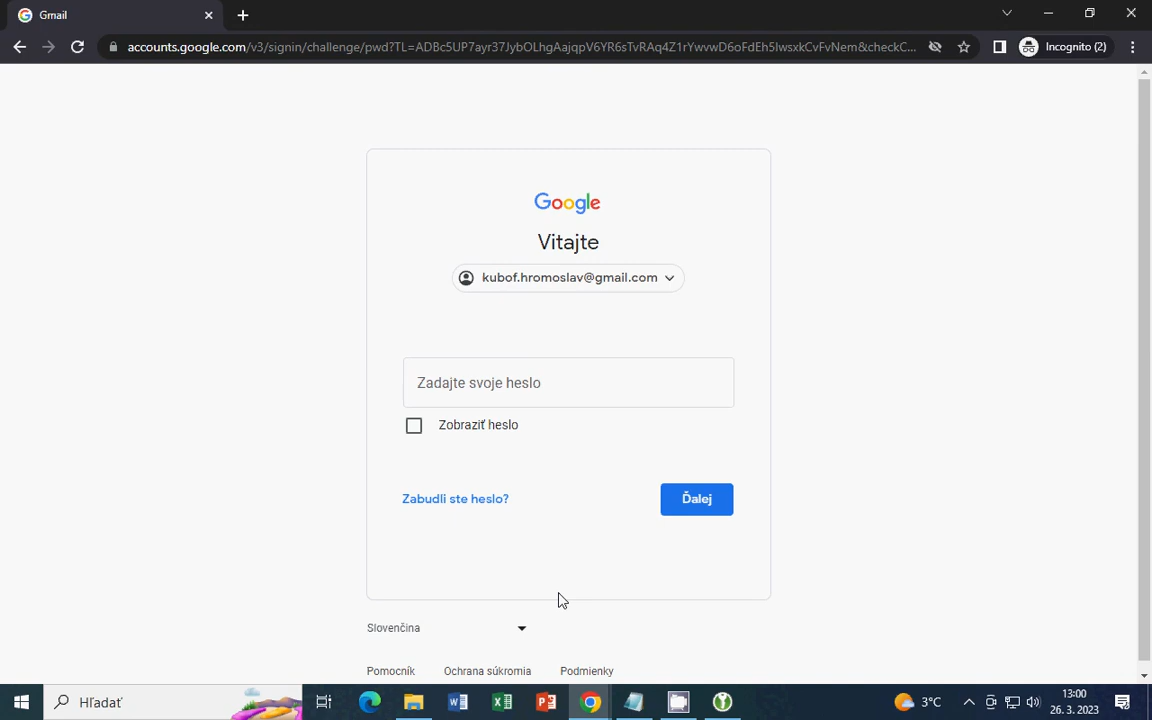 Gmail
accounts.google.com/v3/signin/challenge/pwd?TL=ADBc5UP7ayr37JybOLhgAajqpV6YR6sTvRAq4Z1rYwvwD6oFdEh5lwsxkCvFvNem&checkC...
Incognito (2)
Google
Vitajte
kubof.hromoslav@gmail.com
Zadajte svoje heslo
Zobraziť heslo
Zabudli ste heslo?
Ďalej
Slovenčina
Pomocník
Ochrana súkromia
Podmienky
Hľadať
3°C
13:00
26. 3. 2023